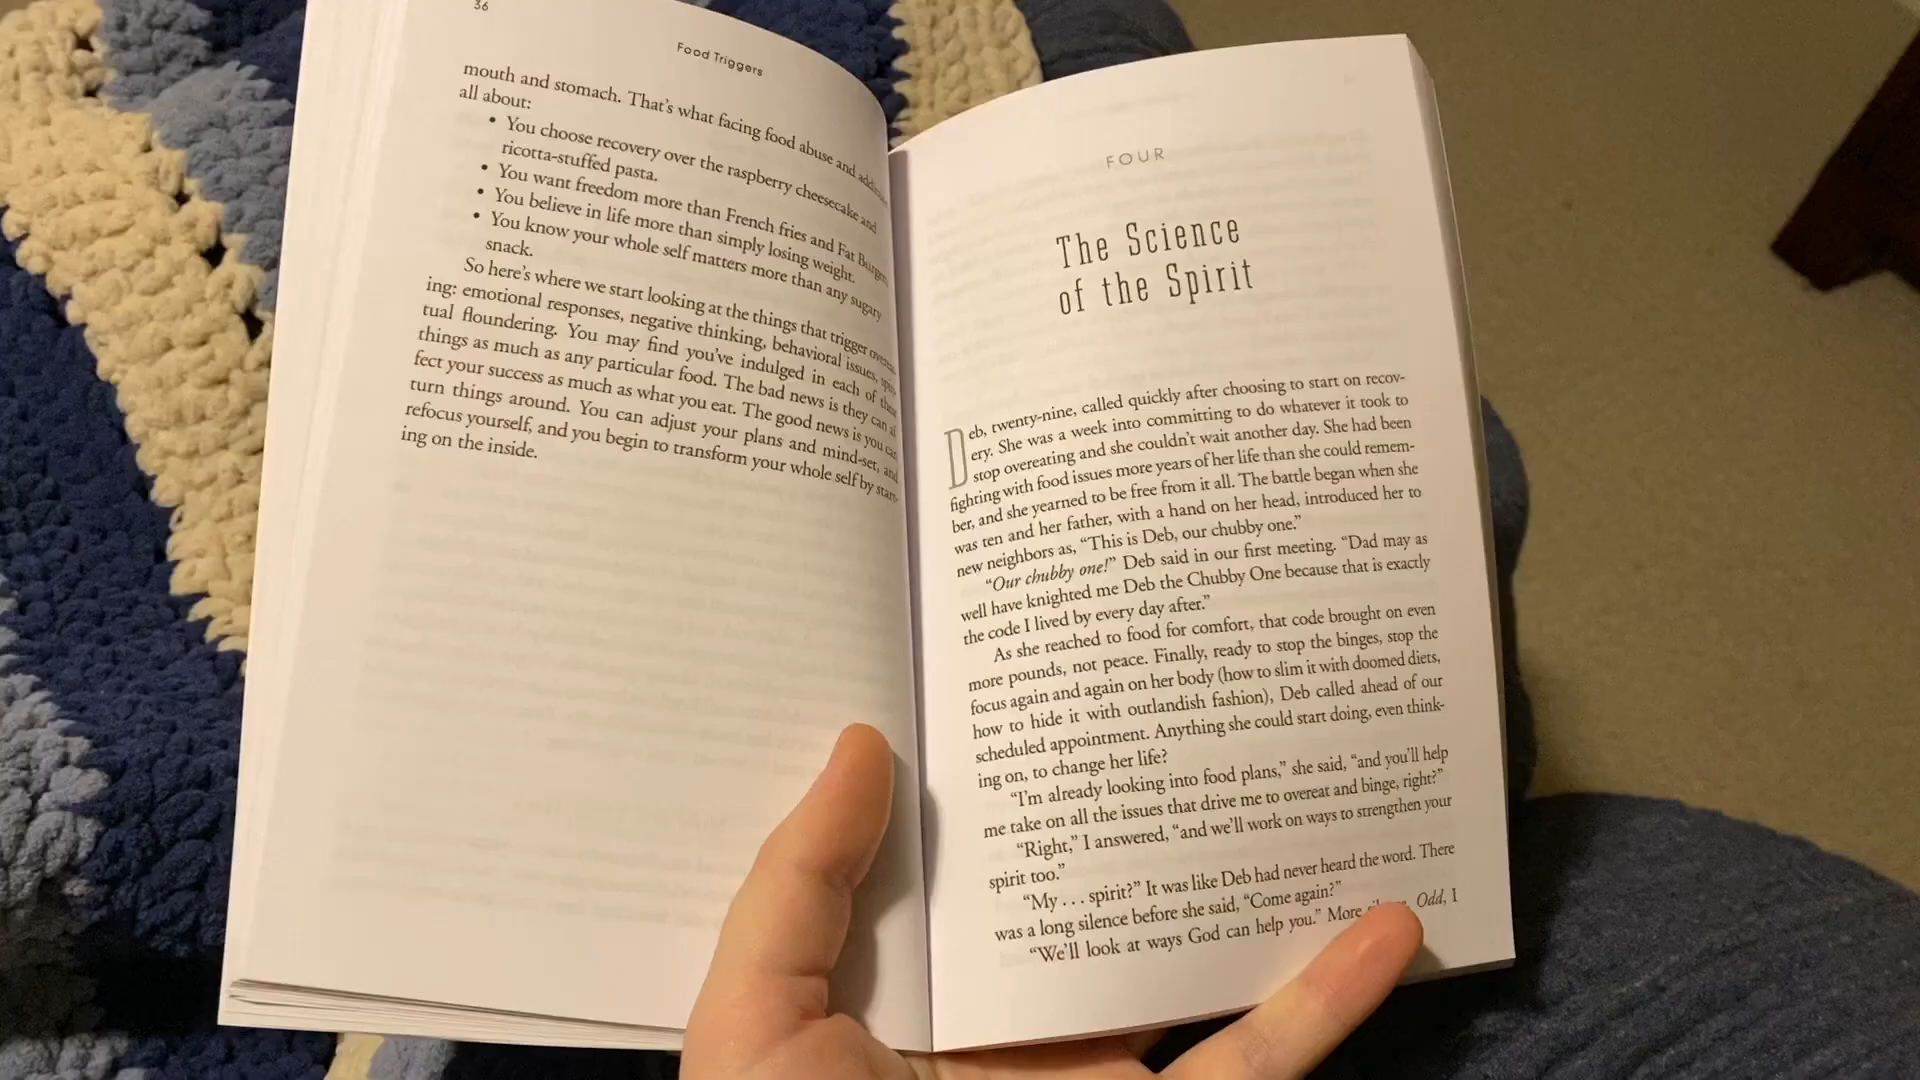 36
Food Triggers
mouth and stomach. That's what facing food abuse and
all about:
• You choose recovery over the raspberry cheesecake and
ricotta-stuffed pasta.
• You want freedom more than French fries and Fat
• You believe in life more than simply losing weight.
• You know your whole self matters more than any sugary
snack.
So here's where we start looking at the things that trigger
ing: emotional responses, negative thinking, behavioral issues,
tual floundering. You may find you've indulged in each of these
things as much as any particular food. The bad news is they can
fect your success as much as what you eat. The good news is you can
turn things around. You can adjust your plans and mind-set, and
refocus yourself, and you begin to transform your whole self by start-
ing on the inside.
FOUR
The Science
of the Spirit
Deb, twenty-nine, called quickly after choosing to start on recov-
ery. She was a week into committing to do whatever it took to
stop overeating and she couldn't wait another day. She had been
fighting with food issues more years of her life than she could remem-
ber, and she yearned to be free from it all. The battle began when she
was ten and her father, with a hand on her head, introduced her to
new neighbors as, “This is Deb, our chubby one.”
“Our chubby one!” Deb said in our first meeting. “Dad may as
well have knighted me Deb the Chubby One because that is exactly
the code I lived by every day after.”
As she reached to food for comfort, that code brought on even
more pounds, not peace. Finally, ready to stop the binges, stop the
focus again and again on her body (how to slim it with doomed diets,
how to hide it with outlandish fashion), Deb called ahead of our
scheduled appointment. Anything she could start doing, even think-
ing on, to change her life?
“I'm already looking into food plans,” she said, “and you'll help
me take on all the issues that drive me to overeat and binge, right?”
“Right,” I answered, “and we'll work on ways to strengthen your
spirit too.”
“My . . . spirit?” It was like Deb had never heard the word. There
was a long silence before she said, “Come again?”
“We'll look at ways God can help you.” More Odd, I